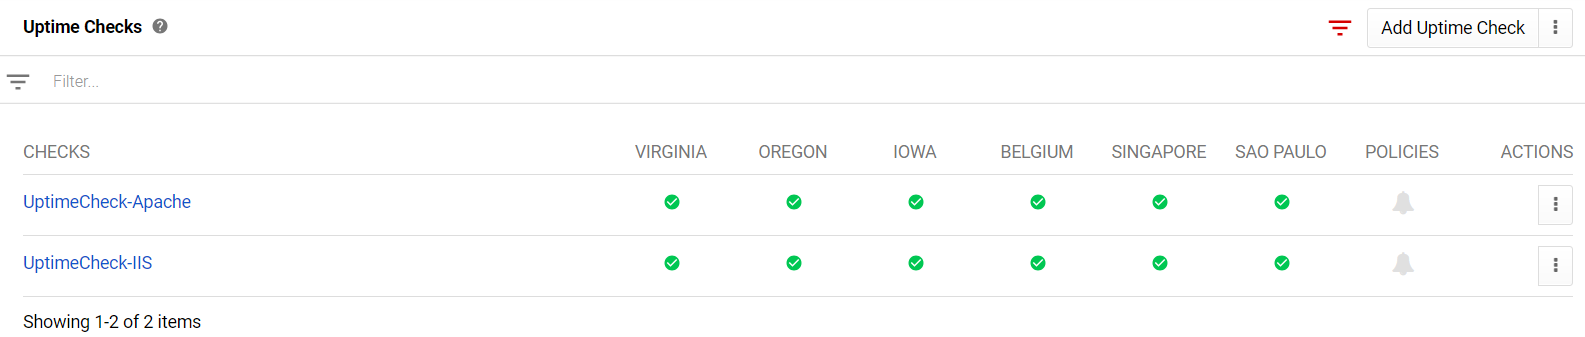 Uptime Checks
Add Uptime Check
Filter...
CHECKS VIRGINIA OREGON IOWA BELGIUM SINGAPORE SAO PAULO POLICIES ACTIONS
UptimeCheck-Apache
UptimeCheck-IIS
Showing 1-2 of 2 items